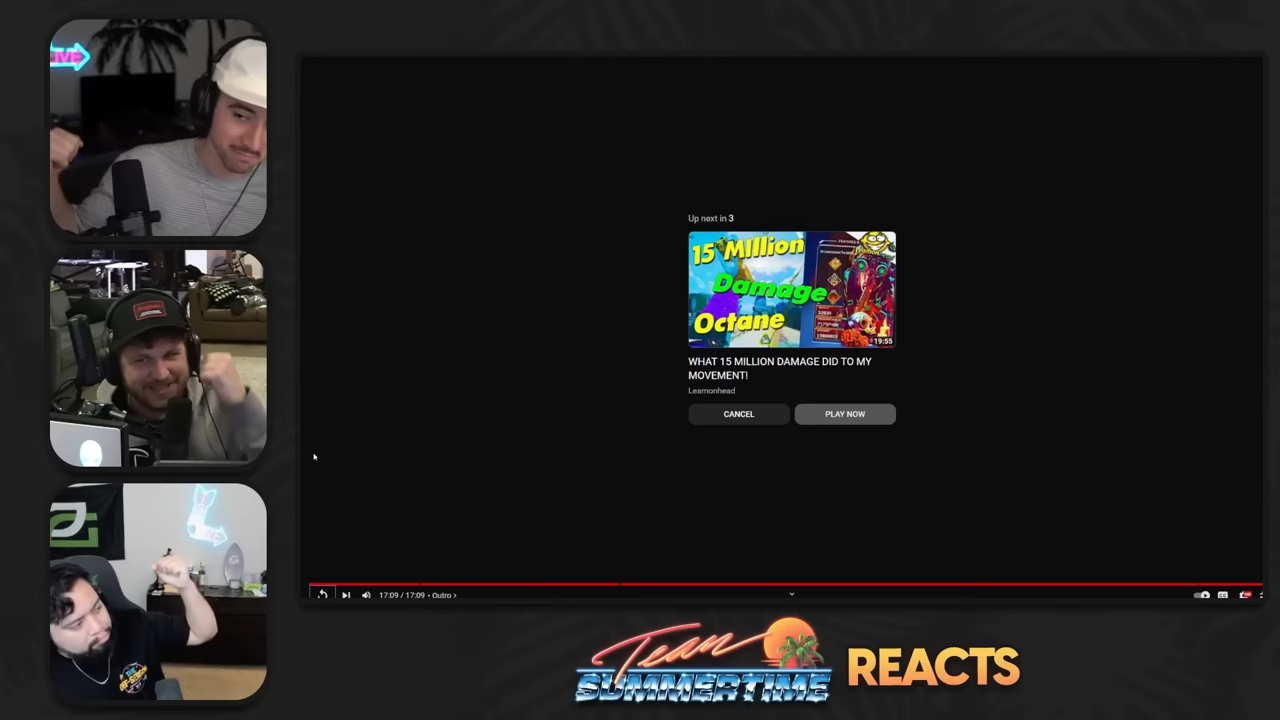 Up next in 3
15 MIllion
Damage
Octane
19:55
WHAT 15 MILLION DAMAGE DID TO MY
MOVEMENT!
Leamonhead
CANCEL
PLAY NOW
17:09 / 17:09 • Outro
Team
SUMMERTIME
REACTS